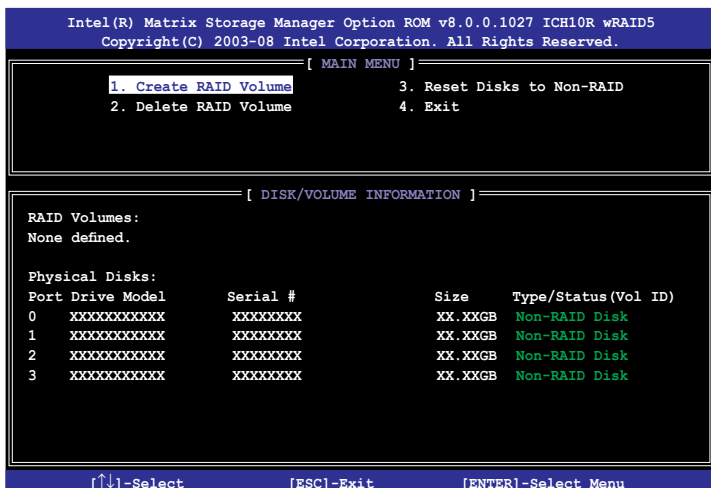 Intel(R) Matrix Storage Manager Option ROM v8.0.0.1027 ICH10R wRAID5
Copyright(C) 2003-08 Intel Corporation. All Rights Reserved.
[ MAIN MENU ]
1. Create RAID Volume 3. Reset Disks to Non-RAID
2. Delete RAID Volume 4. Exit
[ DISK/VOLUME INFORMATION ]
RAID Volumes:
None defined.
Physical Disks:
Port Drive Model Serial # Size Type/Status(Vol ID)
0 XXXXXXXXXXX XXXXXXXX XX.XXGB Non-RAID Disk
1 XXXXXXXXXXX XXXXXXXX XX.XXGB Non-RAID Disk
2 XXXXXXXXXXX XXXXXXXX XX.XXGB Non-RAID Disk
3 XXXXXXXXXXX XXXXXXXX XX.XXGB Non-RAID Disk
[↑↓]-Select [ESC]-Exit [ENTER]-Select Menu